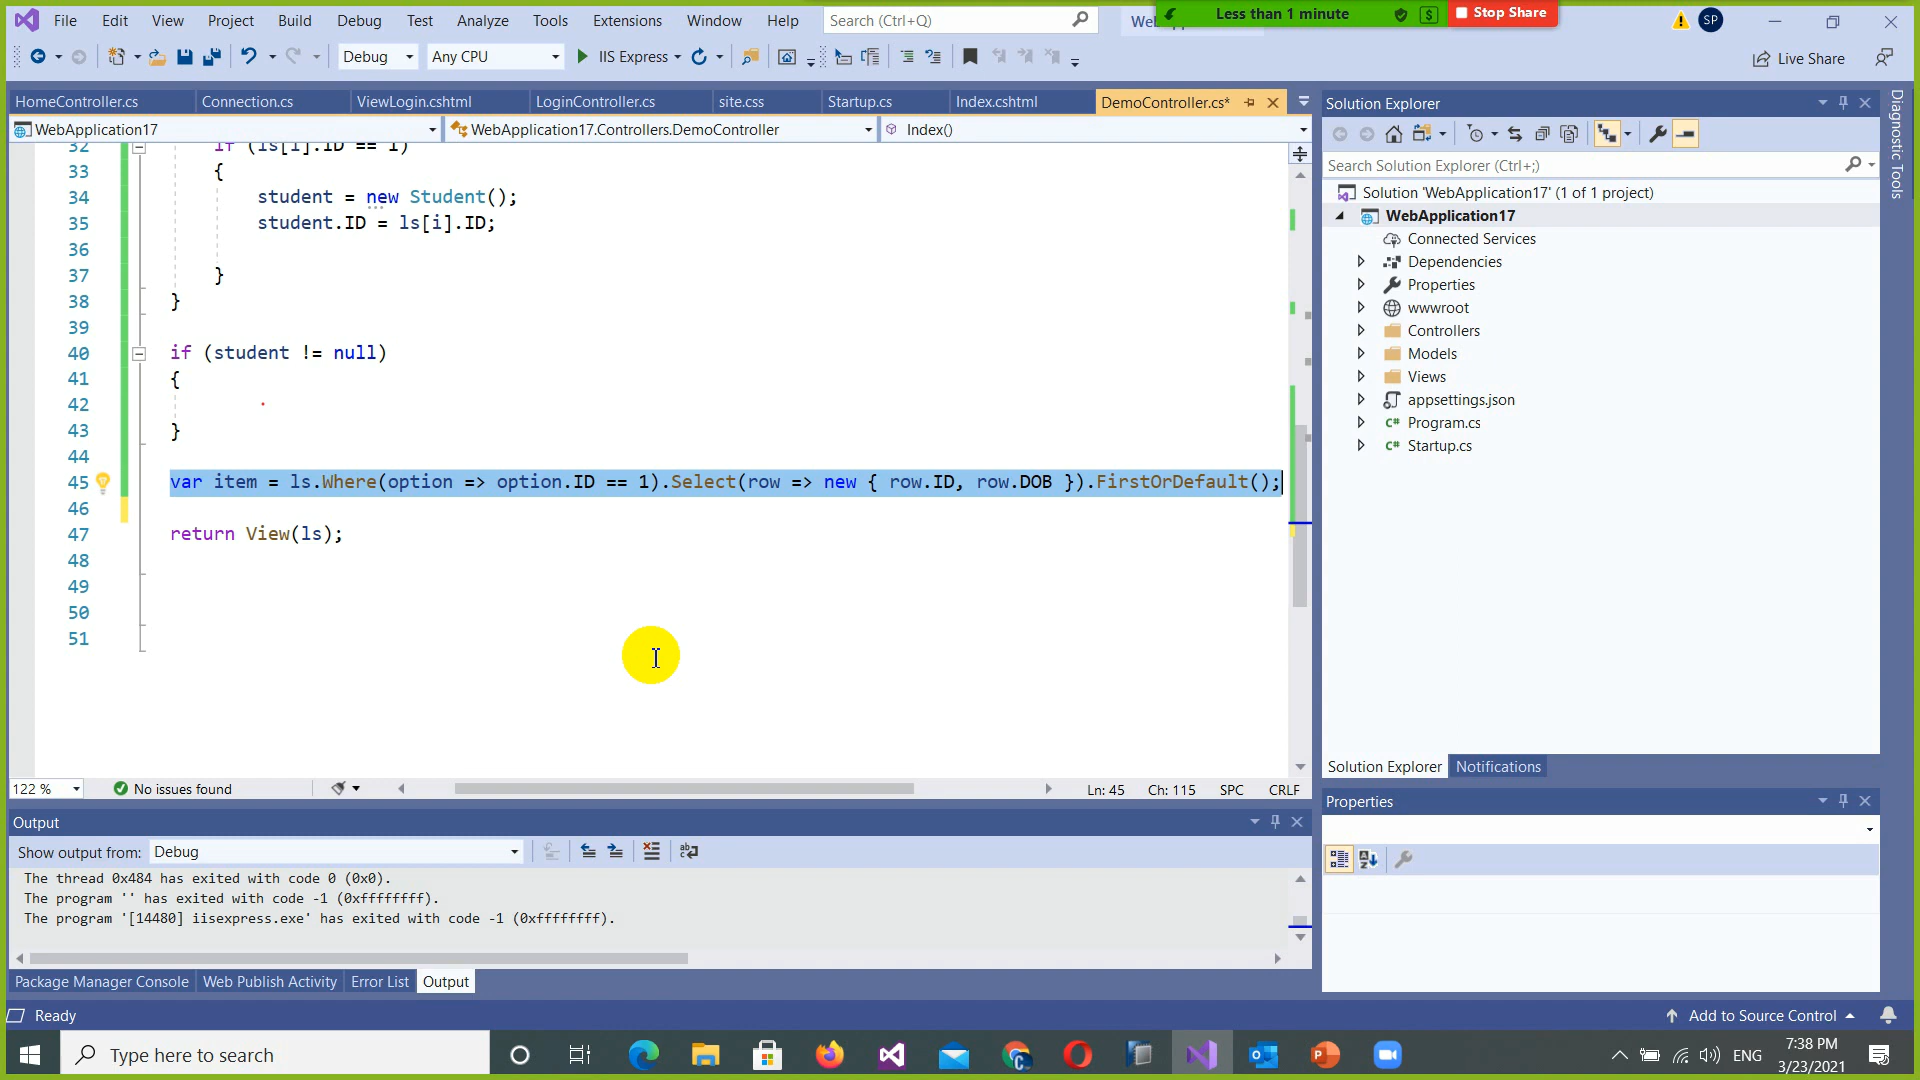 File Edit View Project Build Debug Test Analyze Tools Extensions Window Help Search (Ctrl+Q) Less than 1 minute Stop Share SP
Debug Any CPU IIS Express Live Share
HomeController.cs Connection.cs ViewLogin.cshtml LoginController.cs site.css Startup.cs Index.cshtml DemoController.cs*
WebApplication17 WebApplication17.Controllers.DemoController Index()
32 if (ls[i].ID == 1)
33 {
34 student = new Student();
35 student.ID = ls[i].ID;
36
37 }
38 }
39
40 if (student != null)
41 {
42
43 }
44
45 var item = ls.Where(option => option.ID == 1).Select(row => new { row.ID, row.DOB }).FirstOrDefault();
46
47 return View(ls);
48
49
50
51
122 % No issues found Ln: 45 Ch: 115 SPC CRLF
Output
Show output from: Debug
The thread 0x484 has exited with code 0 (0x0).
The program '' has exited with code -1 (0xffffffff).
The program '[14480] iisexpress.exe' has exited with code -1 (0xffffffff).
Package Manager Console Web Publish Activity Error List Output
Solution Explorer
Search Solution Explorer (Ctrl+;)
Solution 'WebApplication17' (1 of 1 project)
WebApplication17
Connected Services
Dependencies
Properties
wwwroot
Controllers
Models
Views
appsettings.json
C# Program.cs
C# Startup.cs
Solution Explorer Notifications
Properties
Diagnostic Tools
Ready Add to Source Control
Type here to search ENG 7:38 PM
3/23/2021